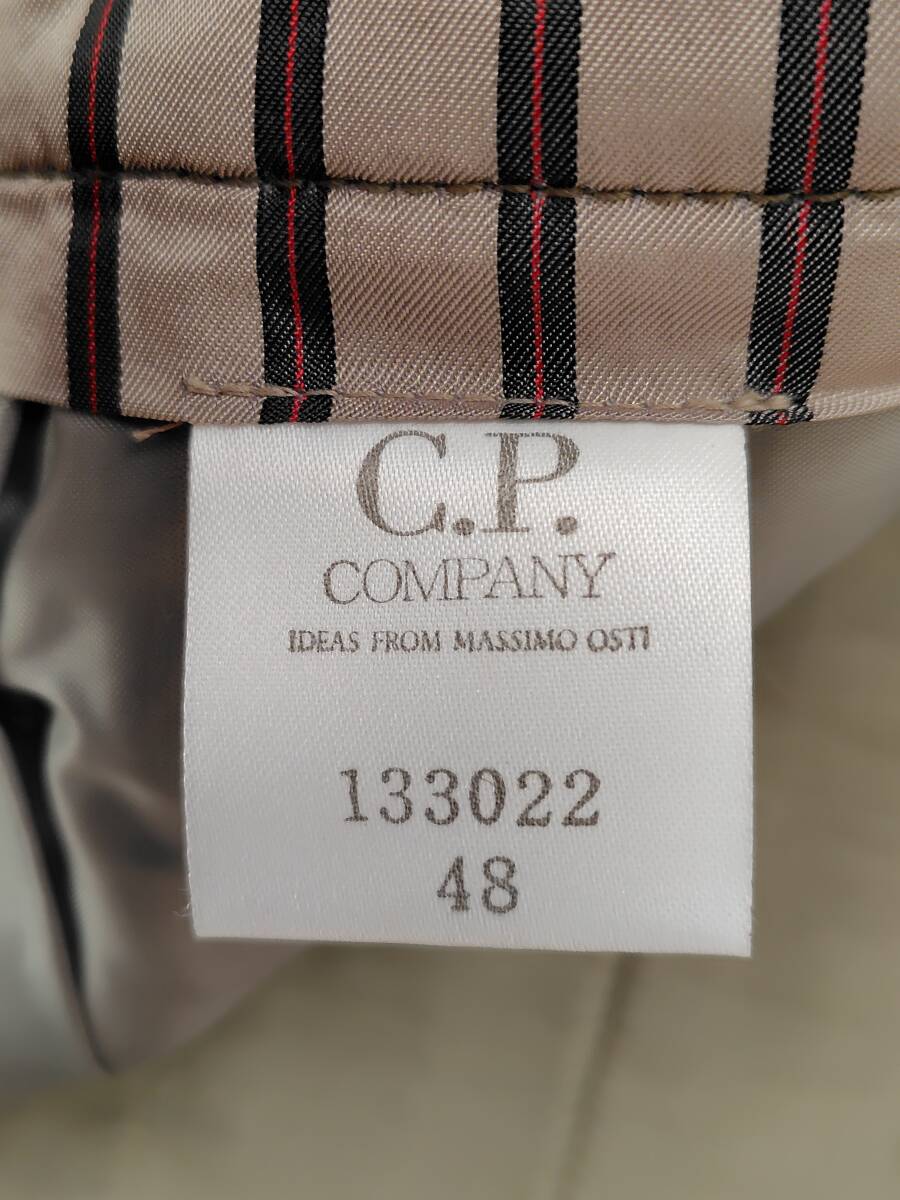 C.P.
COMPANY
IDEAS FROM MASSIMO OSTI
133022
48